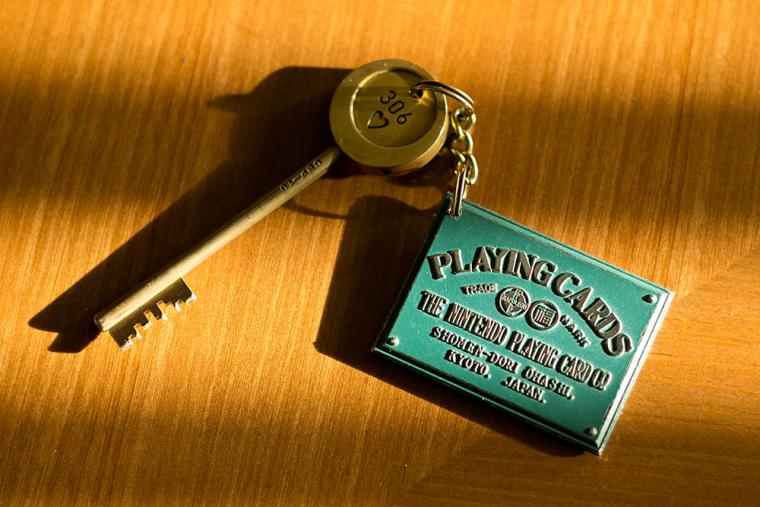 306
PLAYING CARDS
TRADE MARK
THE NINTENDO PLAYING CARD CO
SHOMEN-DORI OHASHI,
KYOTO. JAPAN.